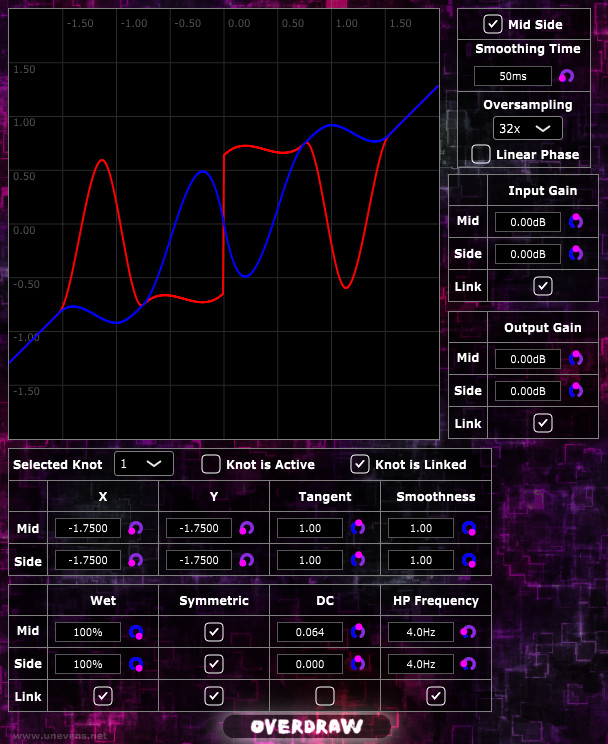 -1.50 -1.00 -0.50 0.00 0.50 1.00 1.50
1.50
1.00
0.50
0.00
-0.50
-1.00
-1.50
Mid Side
Smoothing Time
50ms
Oversampling
32x
Linear Phase
Input Gain
Mid 0.00dB
Side 0.00dB
Link
Output Gain
Mid 0.00dB
Side 0.00dB
Link
Selected Knot 1 Knot is Active Knot is Linked
X Y Tangent Smoothness
Mid -1.7500 -1.7500 1.00 1.00
Side -1.7500 -1.7500 1.00 1.00
Wet Symmetric DC HP Frequency
Mid 100% 0.064 4.0Hz
Side 100% 0.000 4.0Hz
Link
www.unevens.net
OVERDRAW